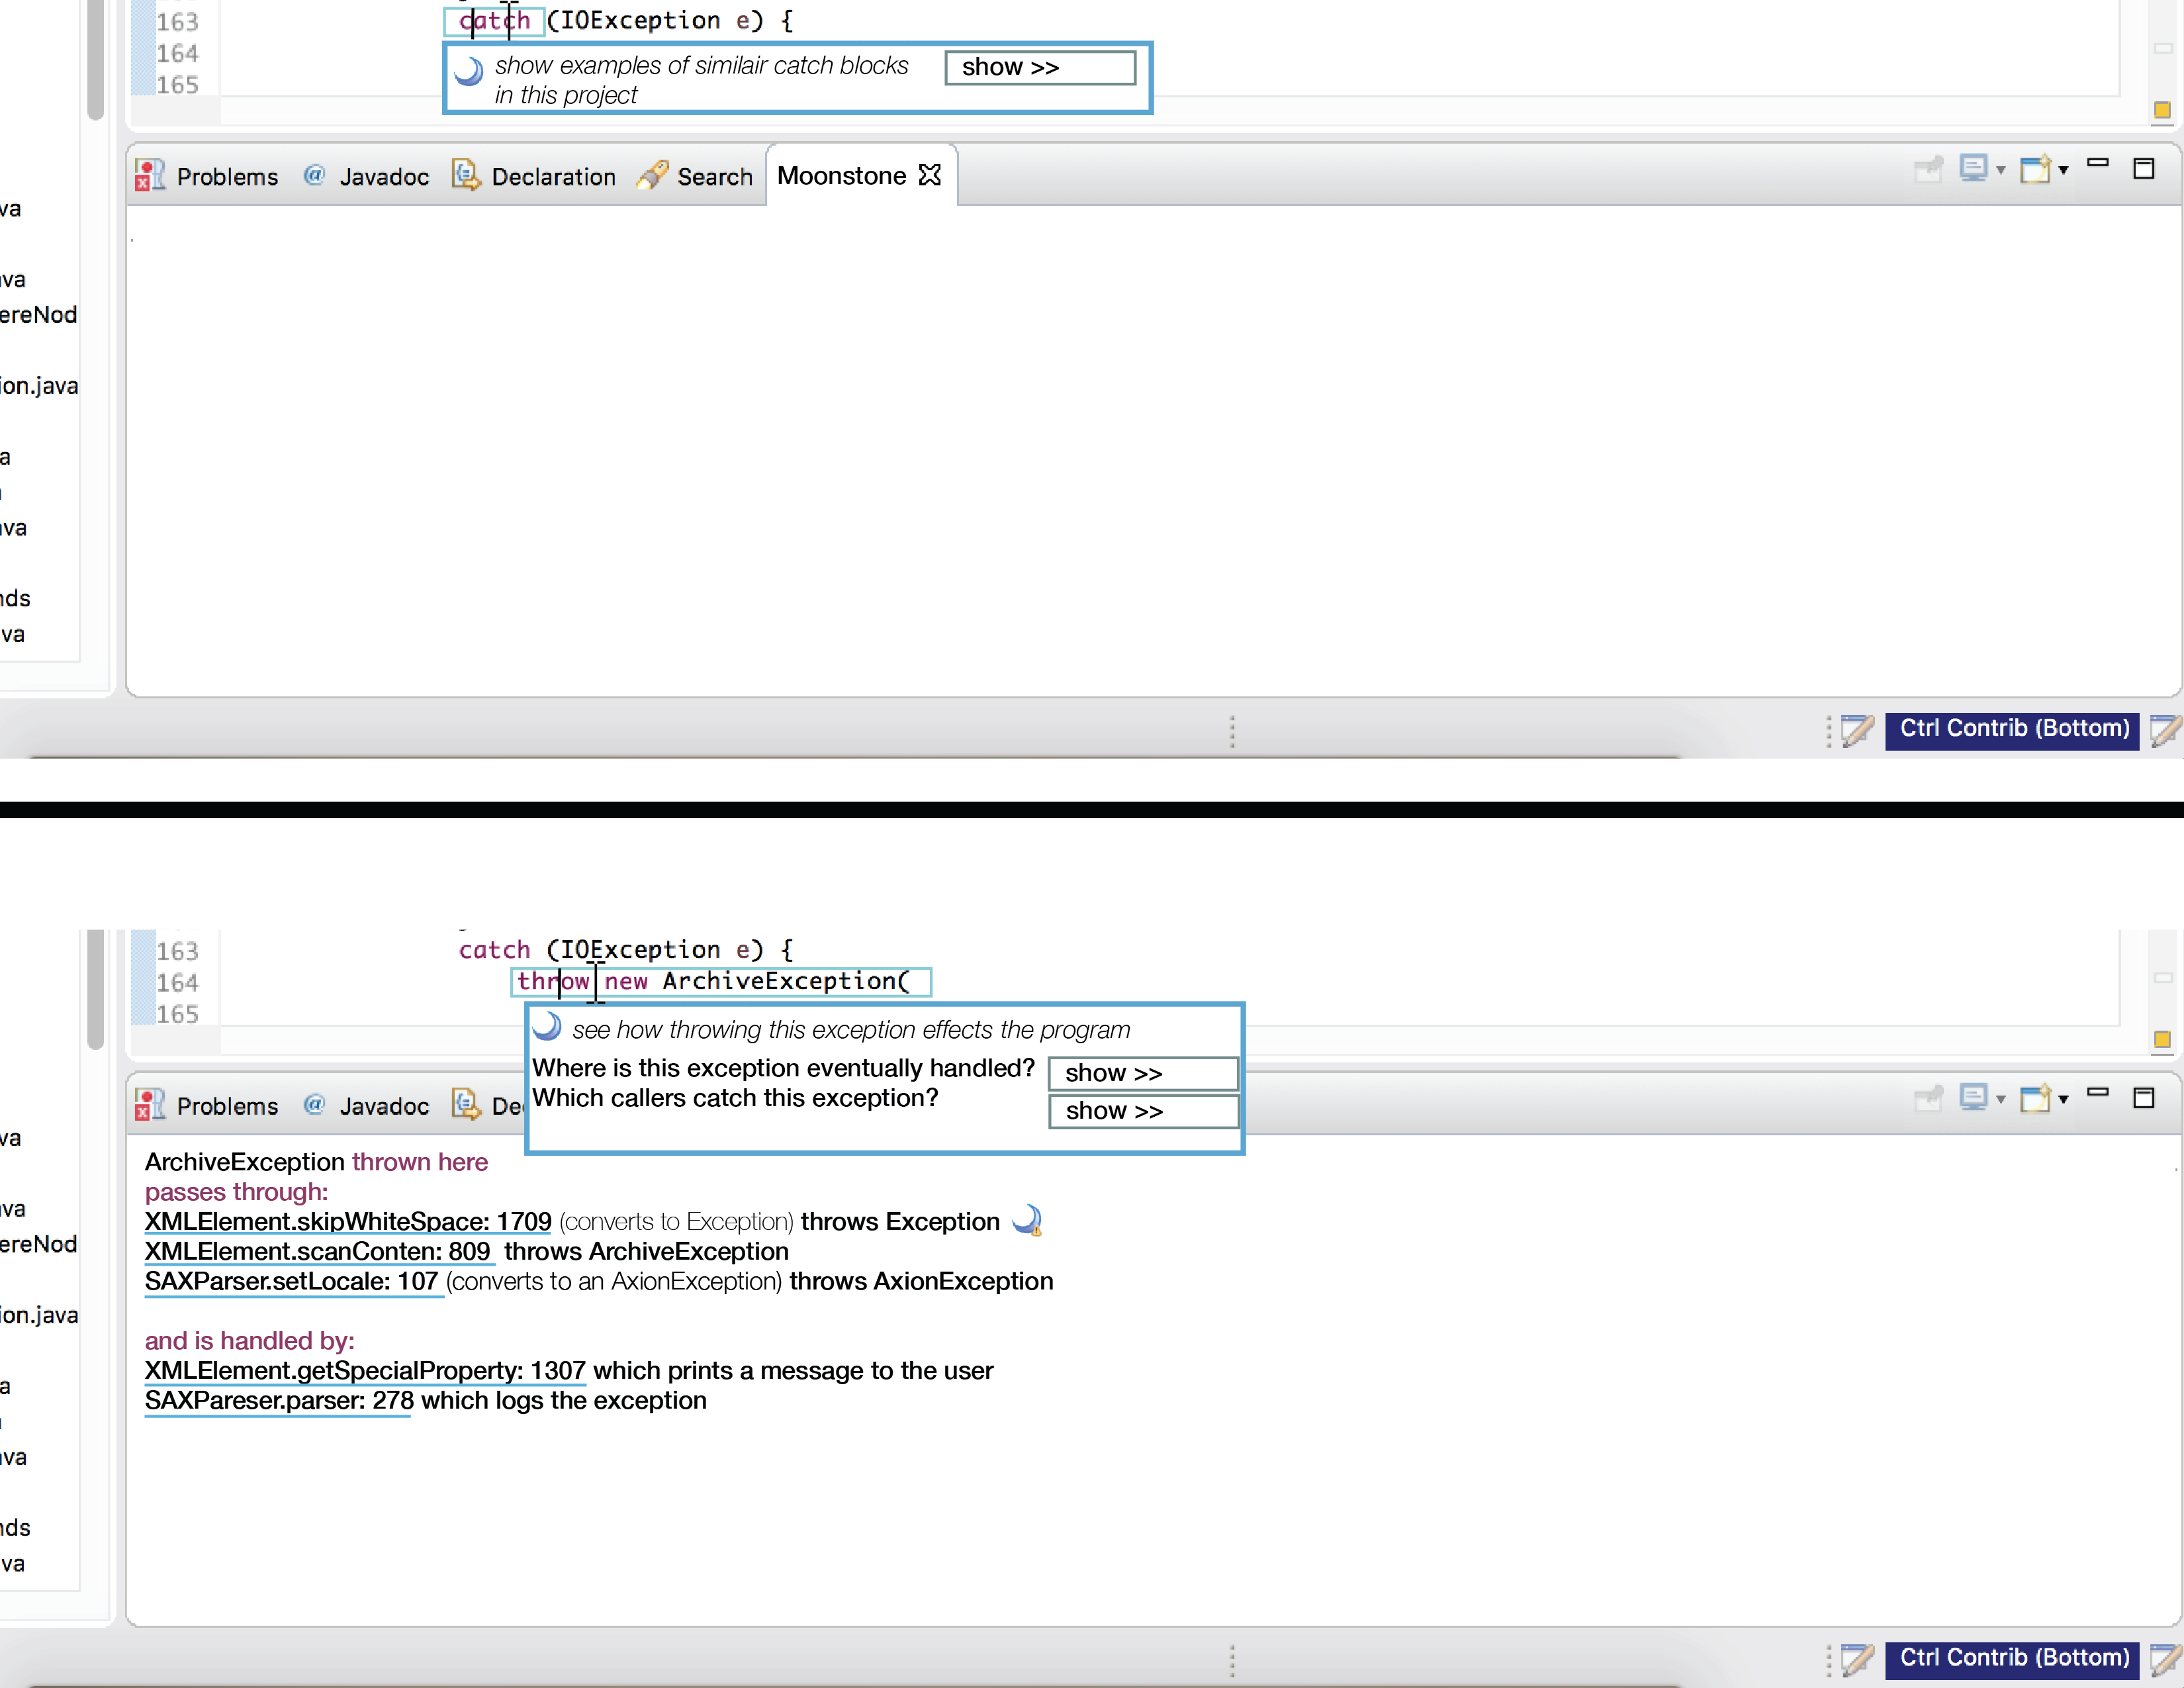 163 catch (IOException e) {
164
165
show examples of similair catch blocks
in this project
show >>
Problems @ Javadoc Declaration Search Moonstone
va
va
ereNod
ion.java
a
va
nds
va
Ctrl Contrib (Bottom)
163 catch (IOException e) {
164 throw new ArchiveException(
165
see how throwing this exception effects the program
Where is this exception eventually handled? show >>
Which callers catch this exception? show >>
Problems @ Javadoc De
ArchiveException thrown here
passes through:
XMLElement.skipWhiteSpace: 1709 (converts to Exception) throws Exception
XMLElement.scanConten: 809 throws ArchiveException
SAXParser.setLocale: 107 (converts to an AxionException) throws AxionException
and is handled by:
XMLElement.getSpecialProperty: 1307 which prints a message to the user
SAXPareser.parser: 278 which logs the exception
va
va
ereNod
ion.java
a
va
nds
va
Ctrl Contrib (Bottom)